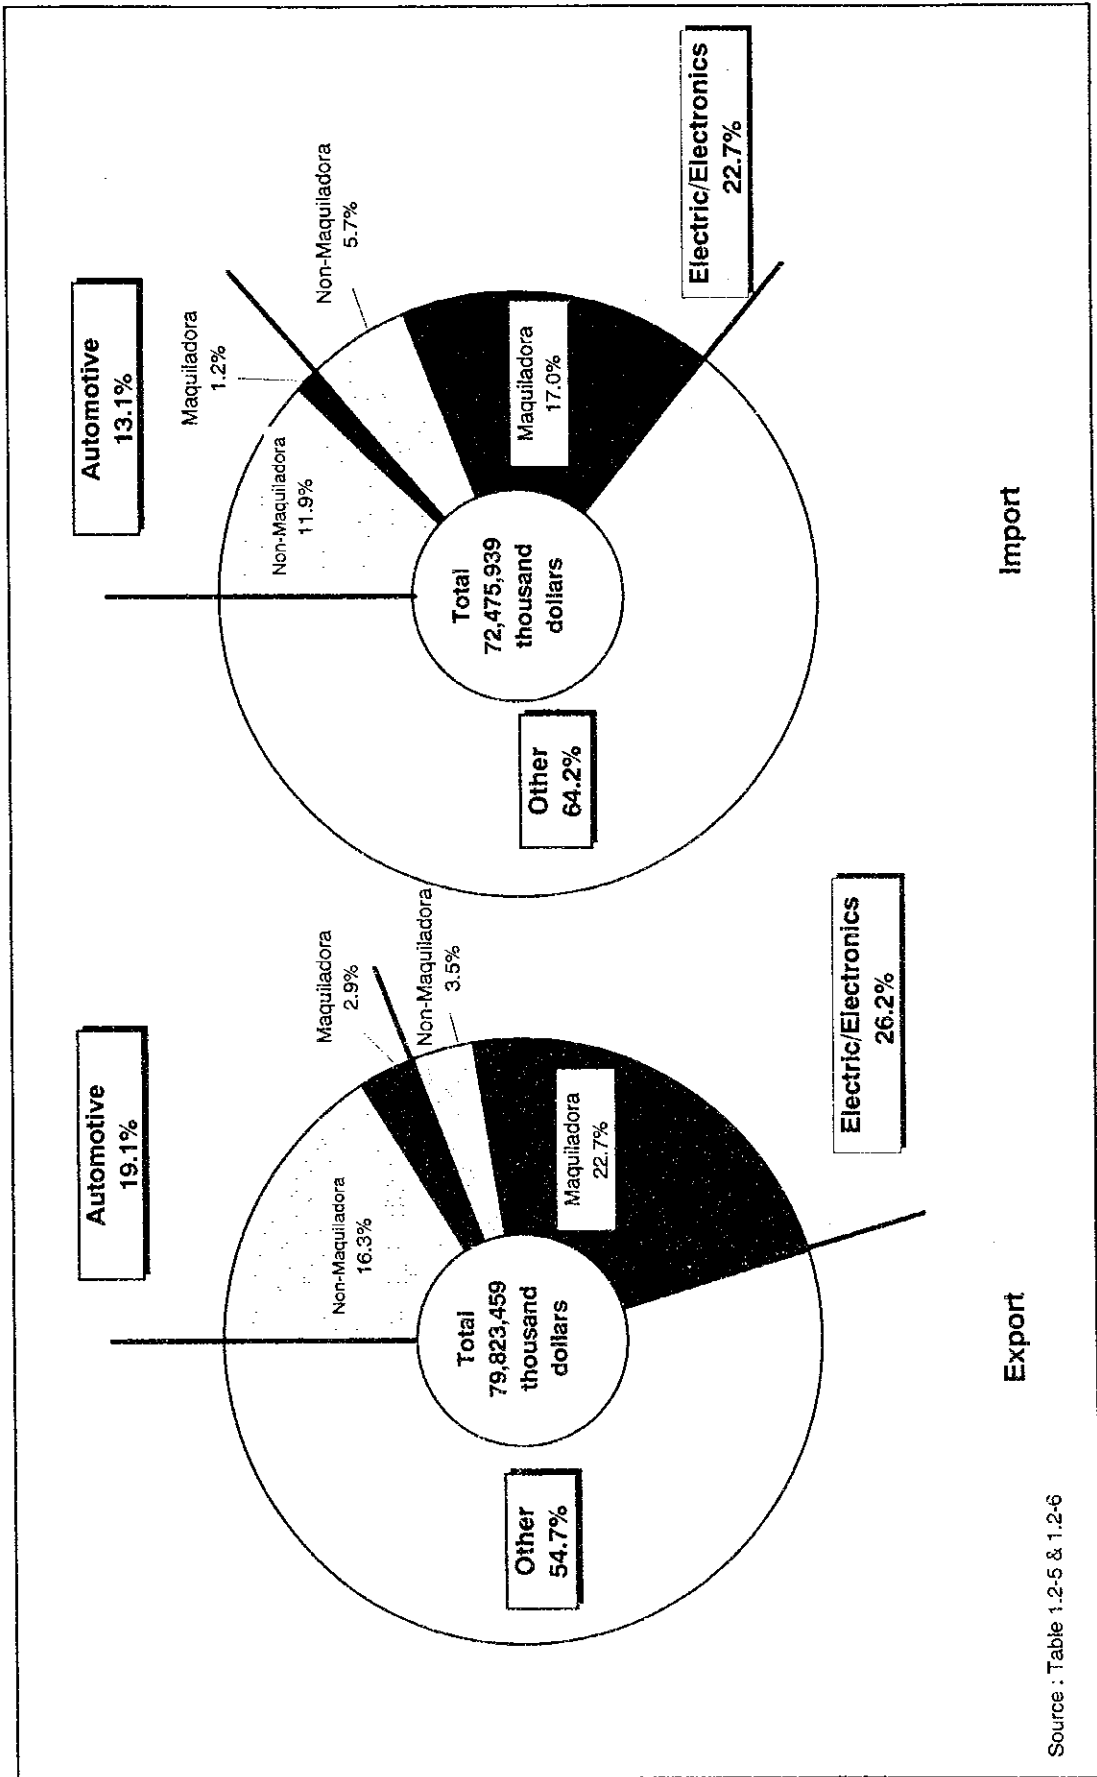 Automotive
19.1%
Maquiladora
2.9%
Non-Maquiladora
16.3%
Non-Maquiladora
3.5%
Total
79,823,459
thousand
dollars
Maquiladora
22.7%
Other
54.7%
Electric/Electronics
26.2%
Export
Automotive
13.1%
Maquiladora
1.2%
Non-Maquiladora
11.9%
Non-Maquiladora
5.7%
Total
72,475,939
thousand
dollars
Maquiladora
17.0%
Other
64.2%
Electric/Electronics
22.7%
Import
Source : Table 1.2-5 & 1.2-6